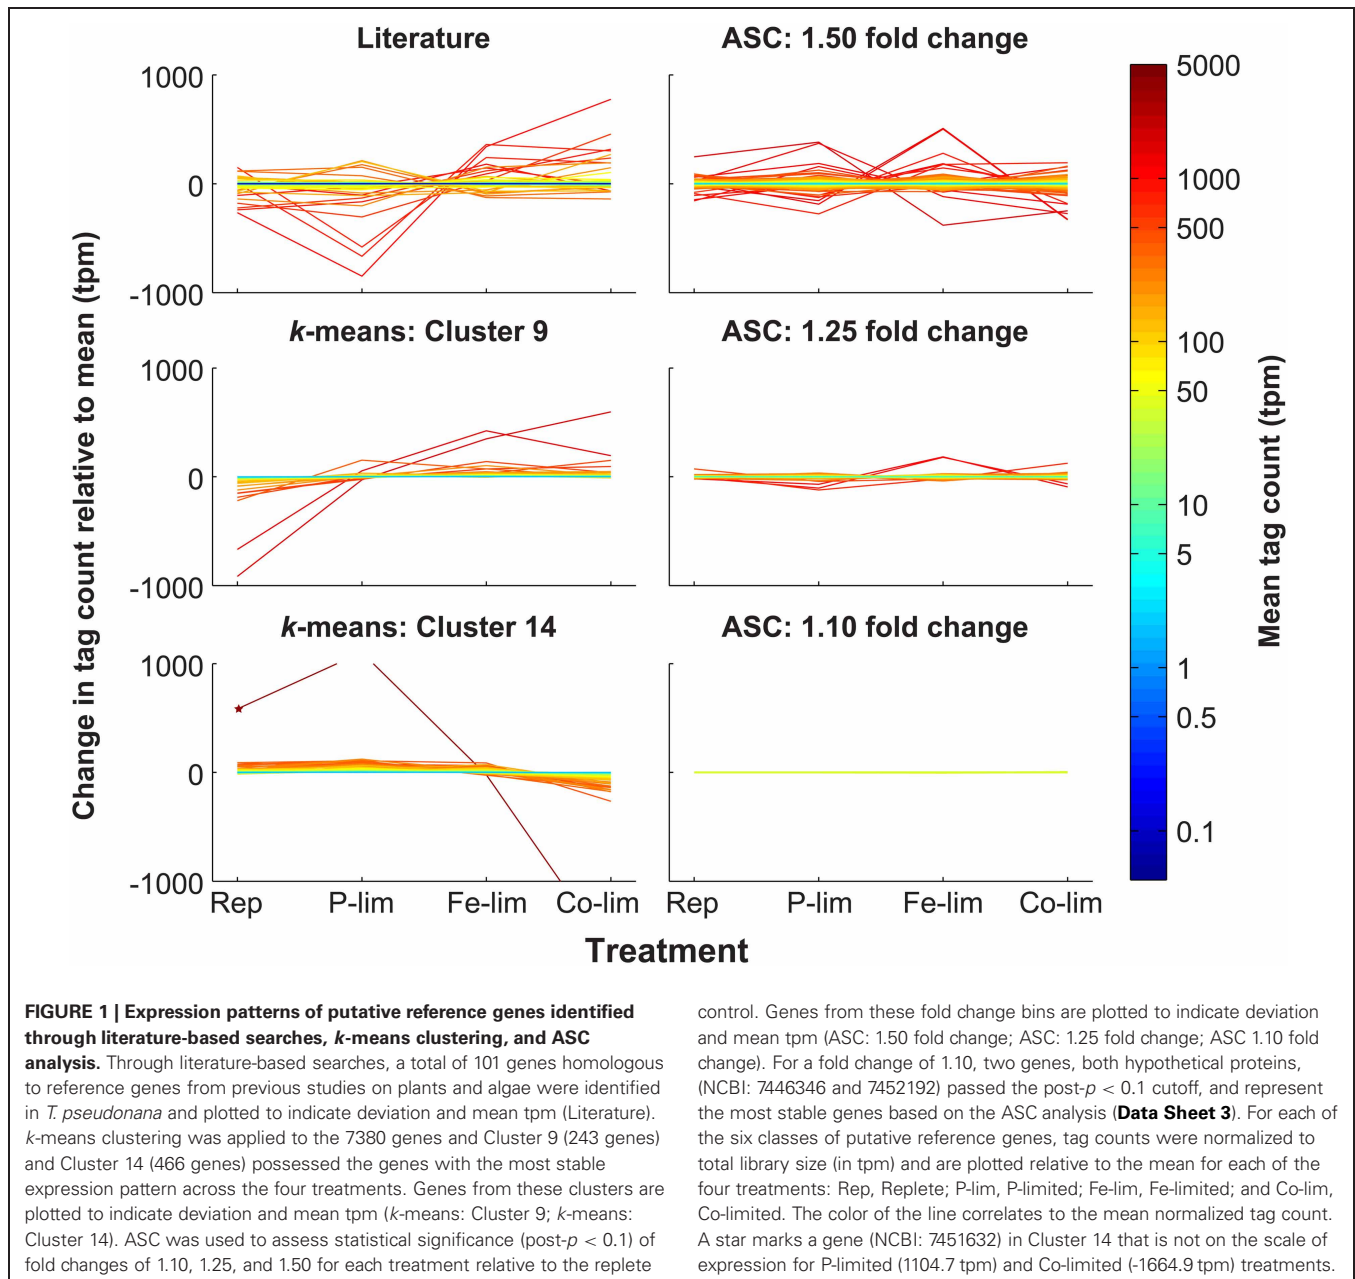 Literature
ASC: 1.50 fold change
1000
0
-1000
5000
1000
500
100
50
10
5
1
0.5
0.1
k-means: Cluster 9
ASC: 1.25 fold change
1000
0
-1000
k-means: Cluster 14
ASC: 1.10 fold change
1000
0
-1000
Change in tag count relative to mean (tpm)
Mean tag count (tpm)
Rep P-lim Fe-lim Co-lim Rep P-lim Fe-lim Co-lim
Treatment
FIGURE 1 | Expression patterns of putative reference genes identified
through literature-based searches, k-means clustering, and ASC
analysis. Through literature-based searches, a total of 101 genes homologous
to reference genes from previous studies on plants and algae were identified
in T. pseudonana and plotted to indicate deviation and mean tpm (Literature).
k-means clustering was applied to the 7380 genes and Cluster 9 (243 genes)
and Cluster 14 (466 genes) possessed the genes with the most stable
expression pattern across the four treatments. Genes from these clusters are
plotted to indicate deviation and mean tpm (k-means: Cluster 9; k-means:
Cluster 14). ASC was used to assess statistical significance (post-p < 0.1) of
fold changes of 1.10, 1.25, and 1.50 for each treatment relative to the replete
control. Genes from these fold change bins are plotted to indicate deviation
and mean tpm (ASC: 1.50 fold change; ASC: 1.25 fold change; ASC 1.10 fold
change). For a fold change of 1.10, two genes, both hypothetical proteins,
(NCBI: 7446346 and 7452192) passed the post-p < 0.1 cutoff, and represent
the most stable genes based on the ASC analysis (Data Sheet 3). For each of
the six classes of putative reference genes, tag counts were normalized to
total library size (in tpm) and are plotted relative to the mean for each of the
four treatments: Rep, Replete; P-lim, P-limited; Fe-lim, Fe-limited; and Co-lim,
Co-limited. The color of the line correlates to the mean normalized tag count.
A star marks a gene (NCBI: 7451632) in Cluster 14 that is not on the scale of
expression for P-limited (1104.7 tpm) and Co-limited (-1664.9 tpm) treatments.